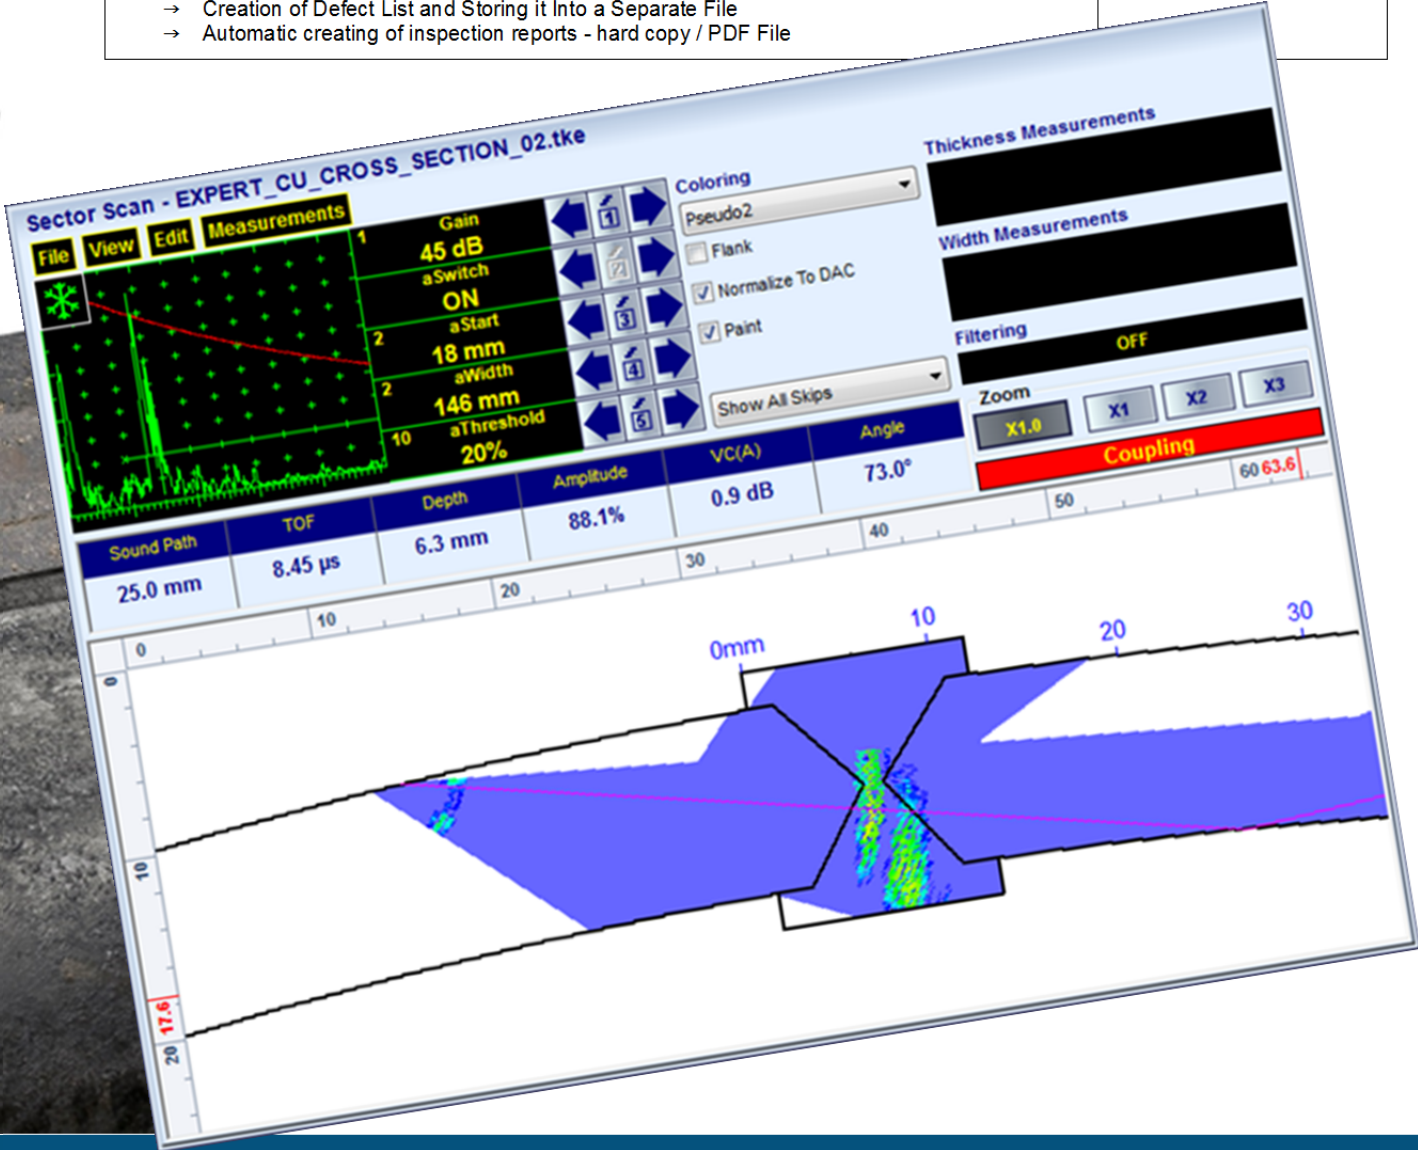 → Creation of Defect List and Storing it Into a Separate File
→ Automatic creating of inspection reports - hard copy / PDF File
Sector Scan - EXPERT_CU_CROSS_SECTION_02.tke
File View Edit Measurements
1 Gain
45 dB
aSwitch
ON
2 aStart
18 mm
2 aWidth
146 mm
10 aThreshold
20%
1
2
3
4
5
Coloring
Pseudo2
Flank
Normalize To DAC
Paint
Show All Skips
Thickness Measurements
Width Measurements
Filtering
OFF
Zoom
X1.0 X1 X2 X3
Coupling
Sound Path TOF Depth Amplitude VC(A) Angle
25.0 mm 8.45 µs 6.3 mm 88.1% 0.9 dB 73.0°
0 10 20 30 40 50 60 63.6
0mm 10 20 30
0
10
17.6
20